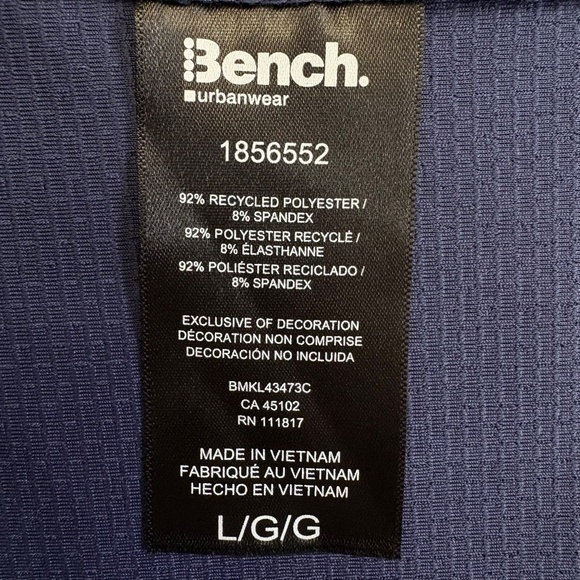 Bench.
urbanwear
1856552
92% RECYCLED POLYESTER /
8% SPANDEX
92% POLYESTER RECYCLÉ /
8% ÉLASTHANNE
92% POLIÉSTER RECICLADO /
8% SPANDEX
EXCLUSIVE OF DECORATION
DÉCORATION NON COMPRISE
DECORACIÓN NO INCLUIDA
BMKL43473C
CA 45102
RN 111817
MADE IN VIETNAM
FABRIQUÉ AU VIETNAM
HECHO EN VIETNAM
L/G/G